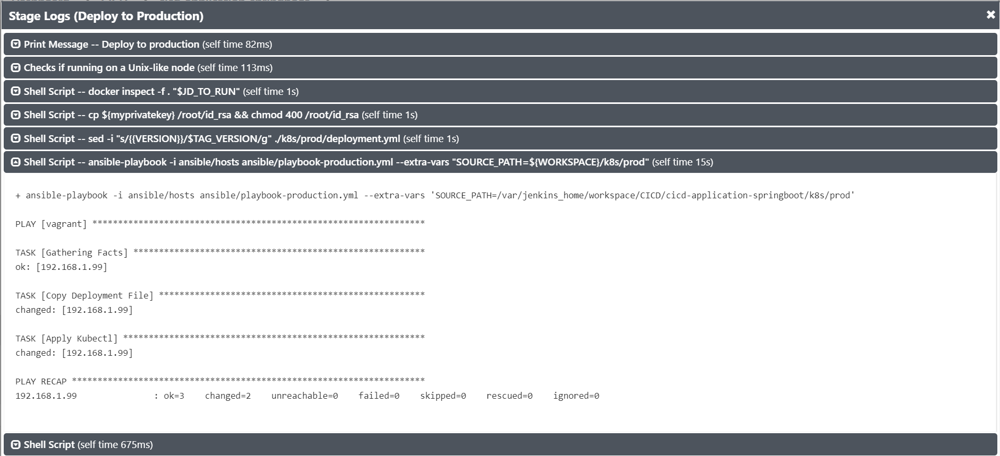 Stage Logs (Deploy to Production)
Print Message -- Deploy to production (self time 82ms)
Checks if running on a Unix-like node (self time 113ms)
Shell Script -- docker inspect -f . "$JD_TO_RUN" (self time 1s)
Shell Script -- cp ${myprivatekey} /root/id_rsa && chmod 400 /root/id_rsa (self time 1s)
Shell Script -- sed -i "s/{{VERSION}}/$TAG_VERSION/g" ./k8s/prod/deployment.yml (self time 1s)
Shell Script -- ansible-playbook -i ansible/hosts ansible/playbook-production.yml --extra-vars "SOURCE_PATH=${WORKSPACE}/k8s/prod" (self time 15s)
+ ansible-playbook -i ansible/hosts ansible/playbook-production.yml --extra-vars 'SOURCE_PATH=/var/jenkins_home/workspace/CICD/cicd-application-springboot/k8s/prod'
PLAY [vagrant] *****************************************************************
TASK [Gathering Facts] *********************************************************
ok: [192.168.1.99]
TASK [Copy Deployment File] ****************************************************
changed: [192.168.1.99]
TASK [Apply Kubectl] ***********************************************************
changed: [192.168.1.99]
PLAY RECAP *********************************************************************
192.168.1.99               : ok=3    changed=2    unreachable=0    failed=0    skipped=0    rescued=0    ignored=0
Shell Script (self time 675ms)